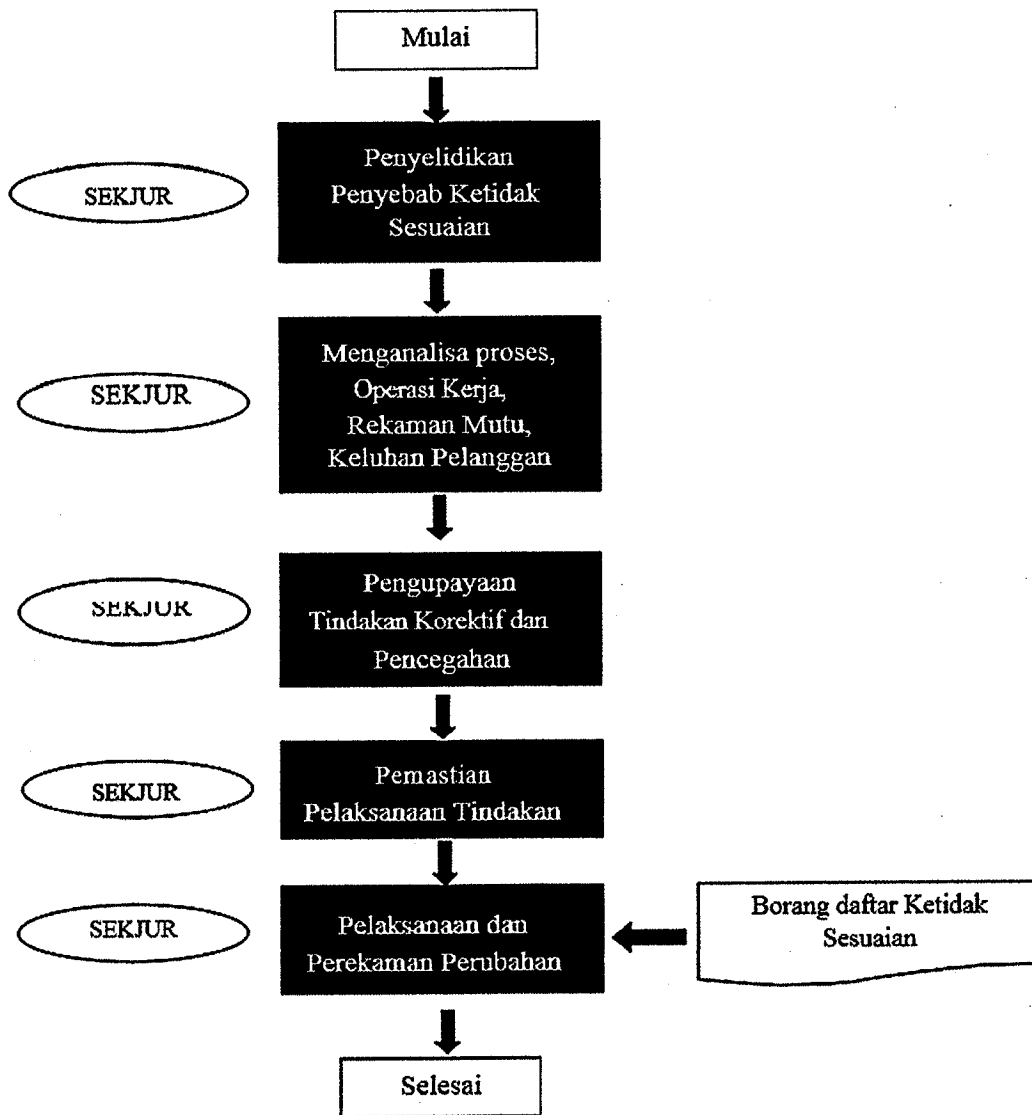 Mulai
SEKJUR
Penyelidikan
Penyebab Ketidak
Sesuaian
SEKJUR
Menganalisa proses,
Operasi Kerja,
Rekaman Mutu,
Keluhan Pelanggan
SEKJUR
Pengupayaan
Tindakan Korektif dan
Pencegahan
SEKJUR
Pemastian
Pelaksanaan Tindakan
SEKJUR
Pelaksanaan dan
Perekaman Perubahan
Borang daftar Ketidak
Sesuaian
Selesai